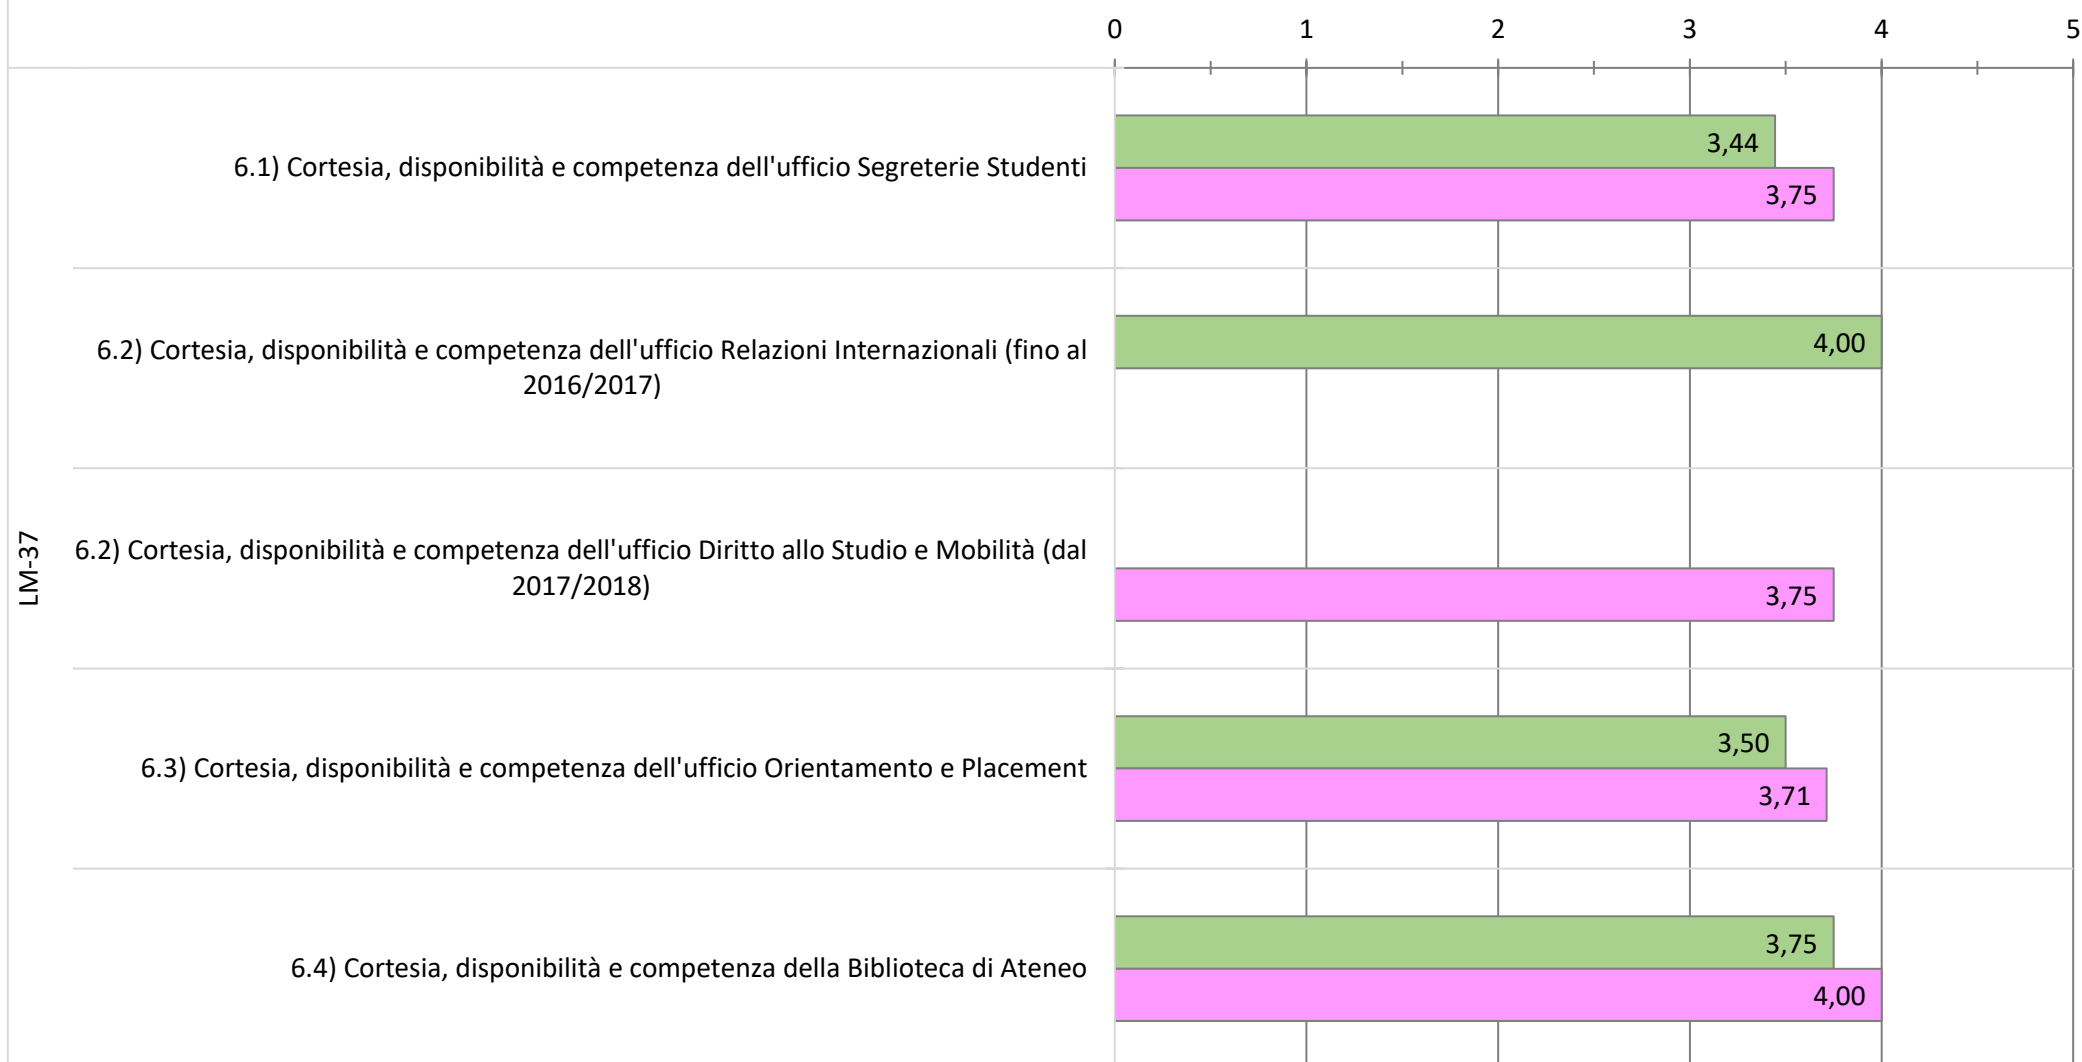 0 1 2 3 4 5
6.1) Cortesia, disponibilità e competenza dell'ufficio Segreterie Studenti
3,44
3,75
6.2) Cortesia, disponibilità e competenza dell'ufficio Relazioni Internazionali (fino al
2016/2017)
4,00
LM-37
6.2) Cortesia, disponibilità e competenza dell'ufficio Diritto allo Studio e Mobilità (dal
2017/2018)
3,75
6.3) Cortesia, disponibilità e competenza dell'ufficio Orientamento e Placement
3,50
3,71
6.4) Cortesia, disponibilità e competenza della Biblioteca di Ateneo
3,75
4,00